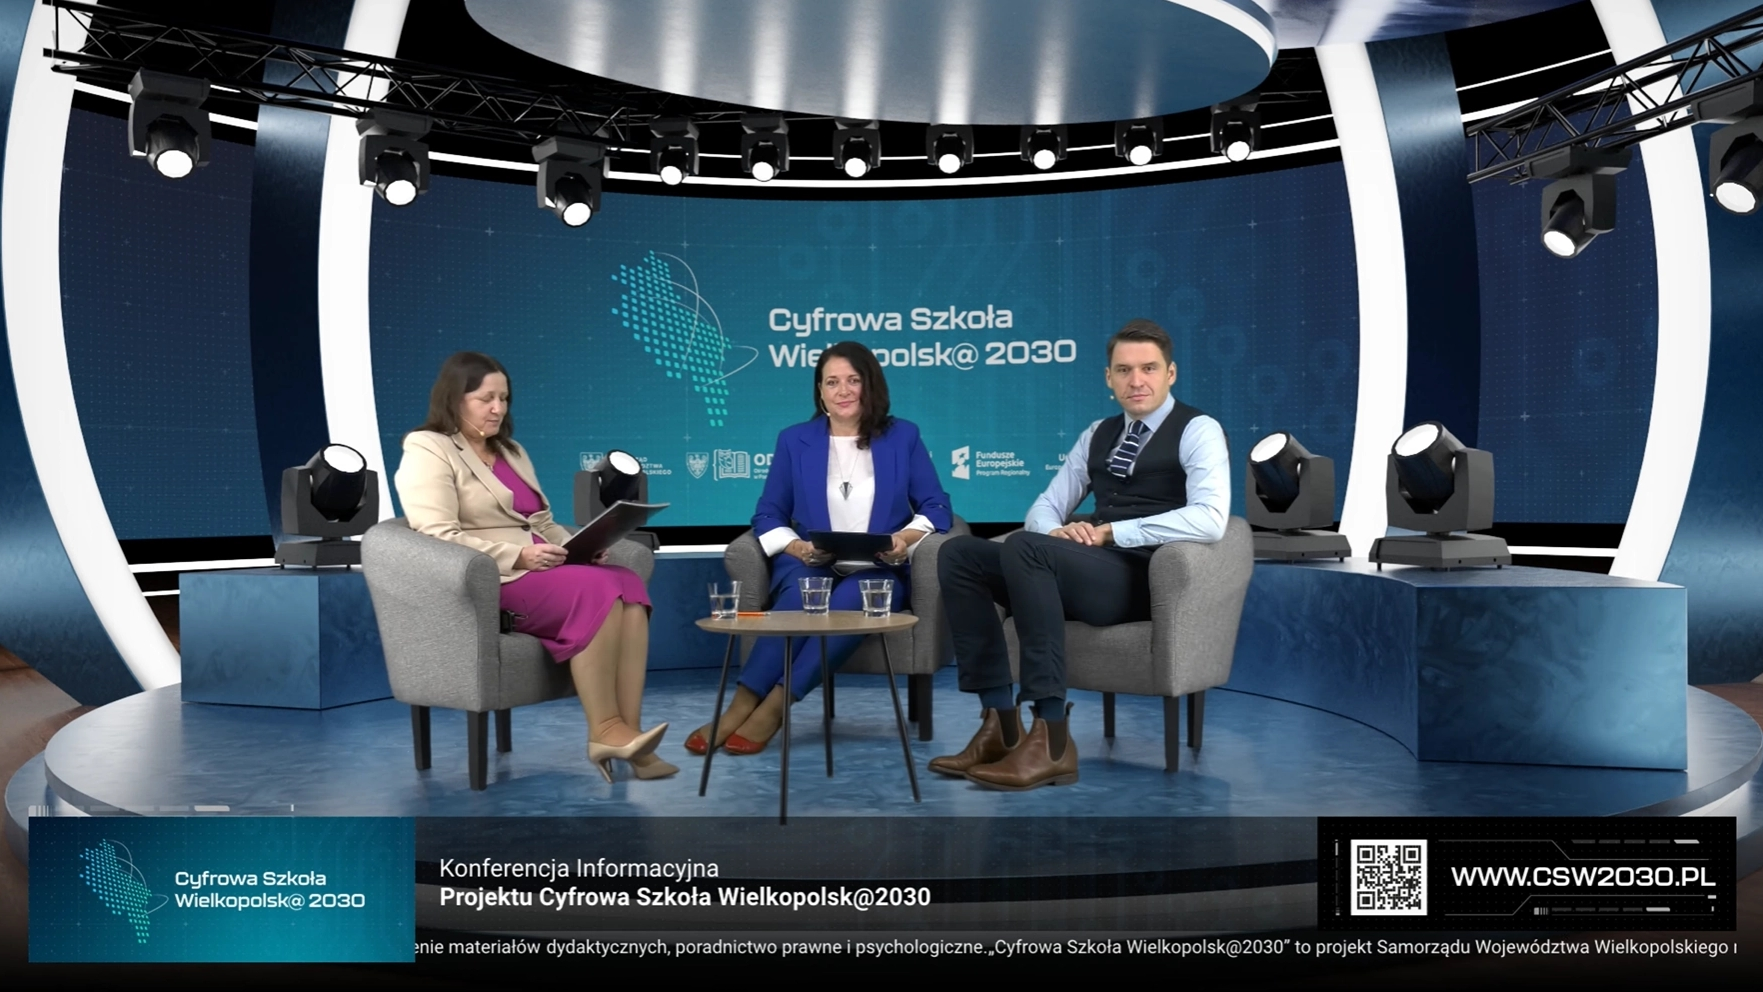 Cyfrowa Szkoła
Wielkopolsk@ 2030
Fundusze
Europejskie
Program Regionalny
Cyfrowa Szkoła
Wielkopolsk@ 2030
Konferencja Informacyjna
Projektu Cyfrowa Szkoła Wielkopolsk@2030
WWW.CSW2030.PL
enie materiałów dydaktycznych, poradnictwo prawne i psychologiczne.„Cyfrowa Szkoła Wielkopolsk@2030” to projekt Samorządu Województwa Wielkopolskiego